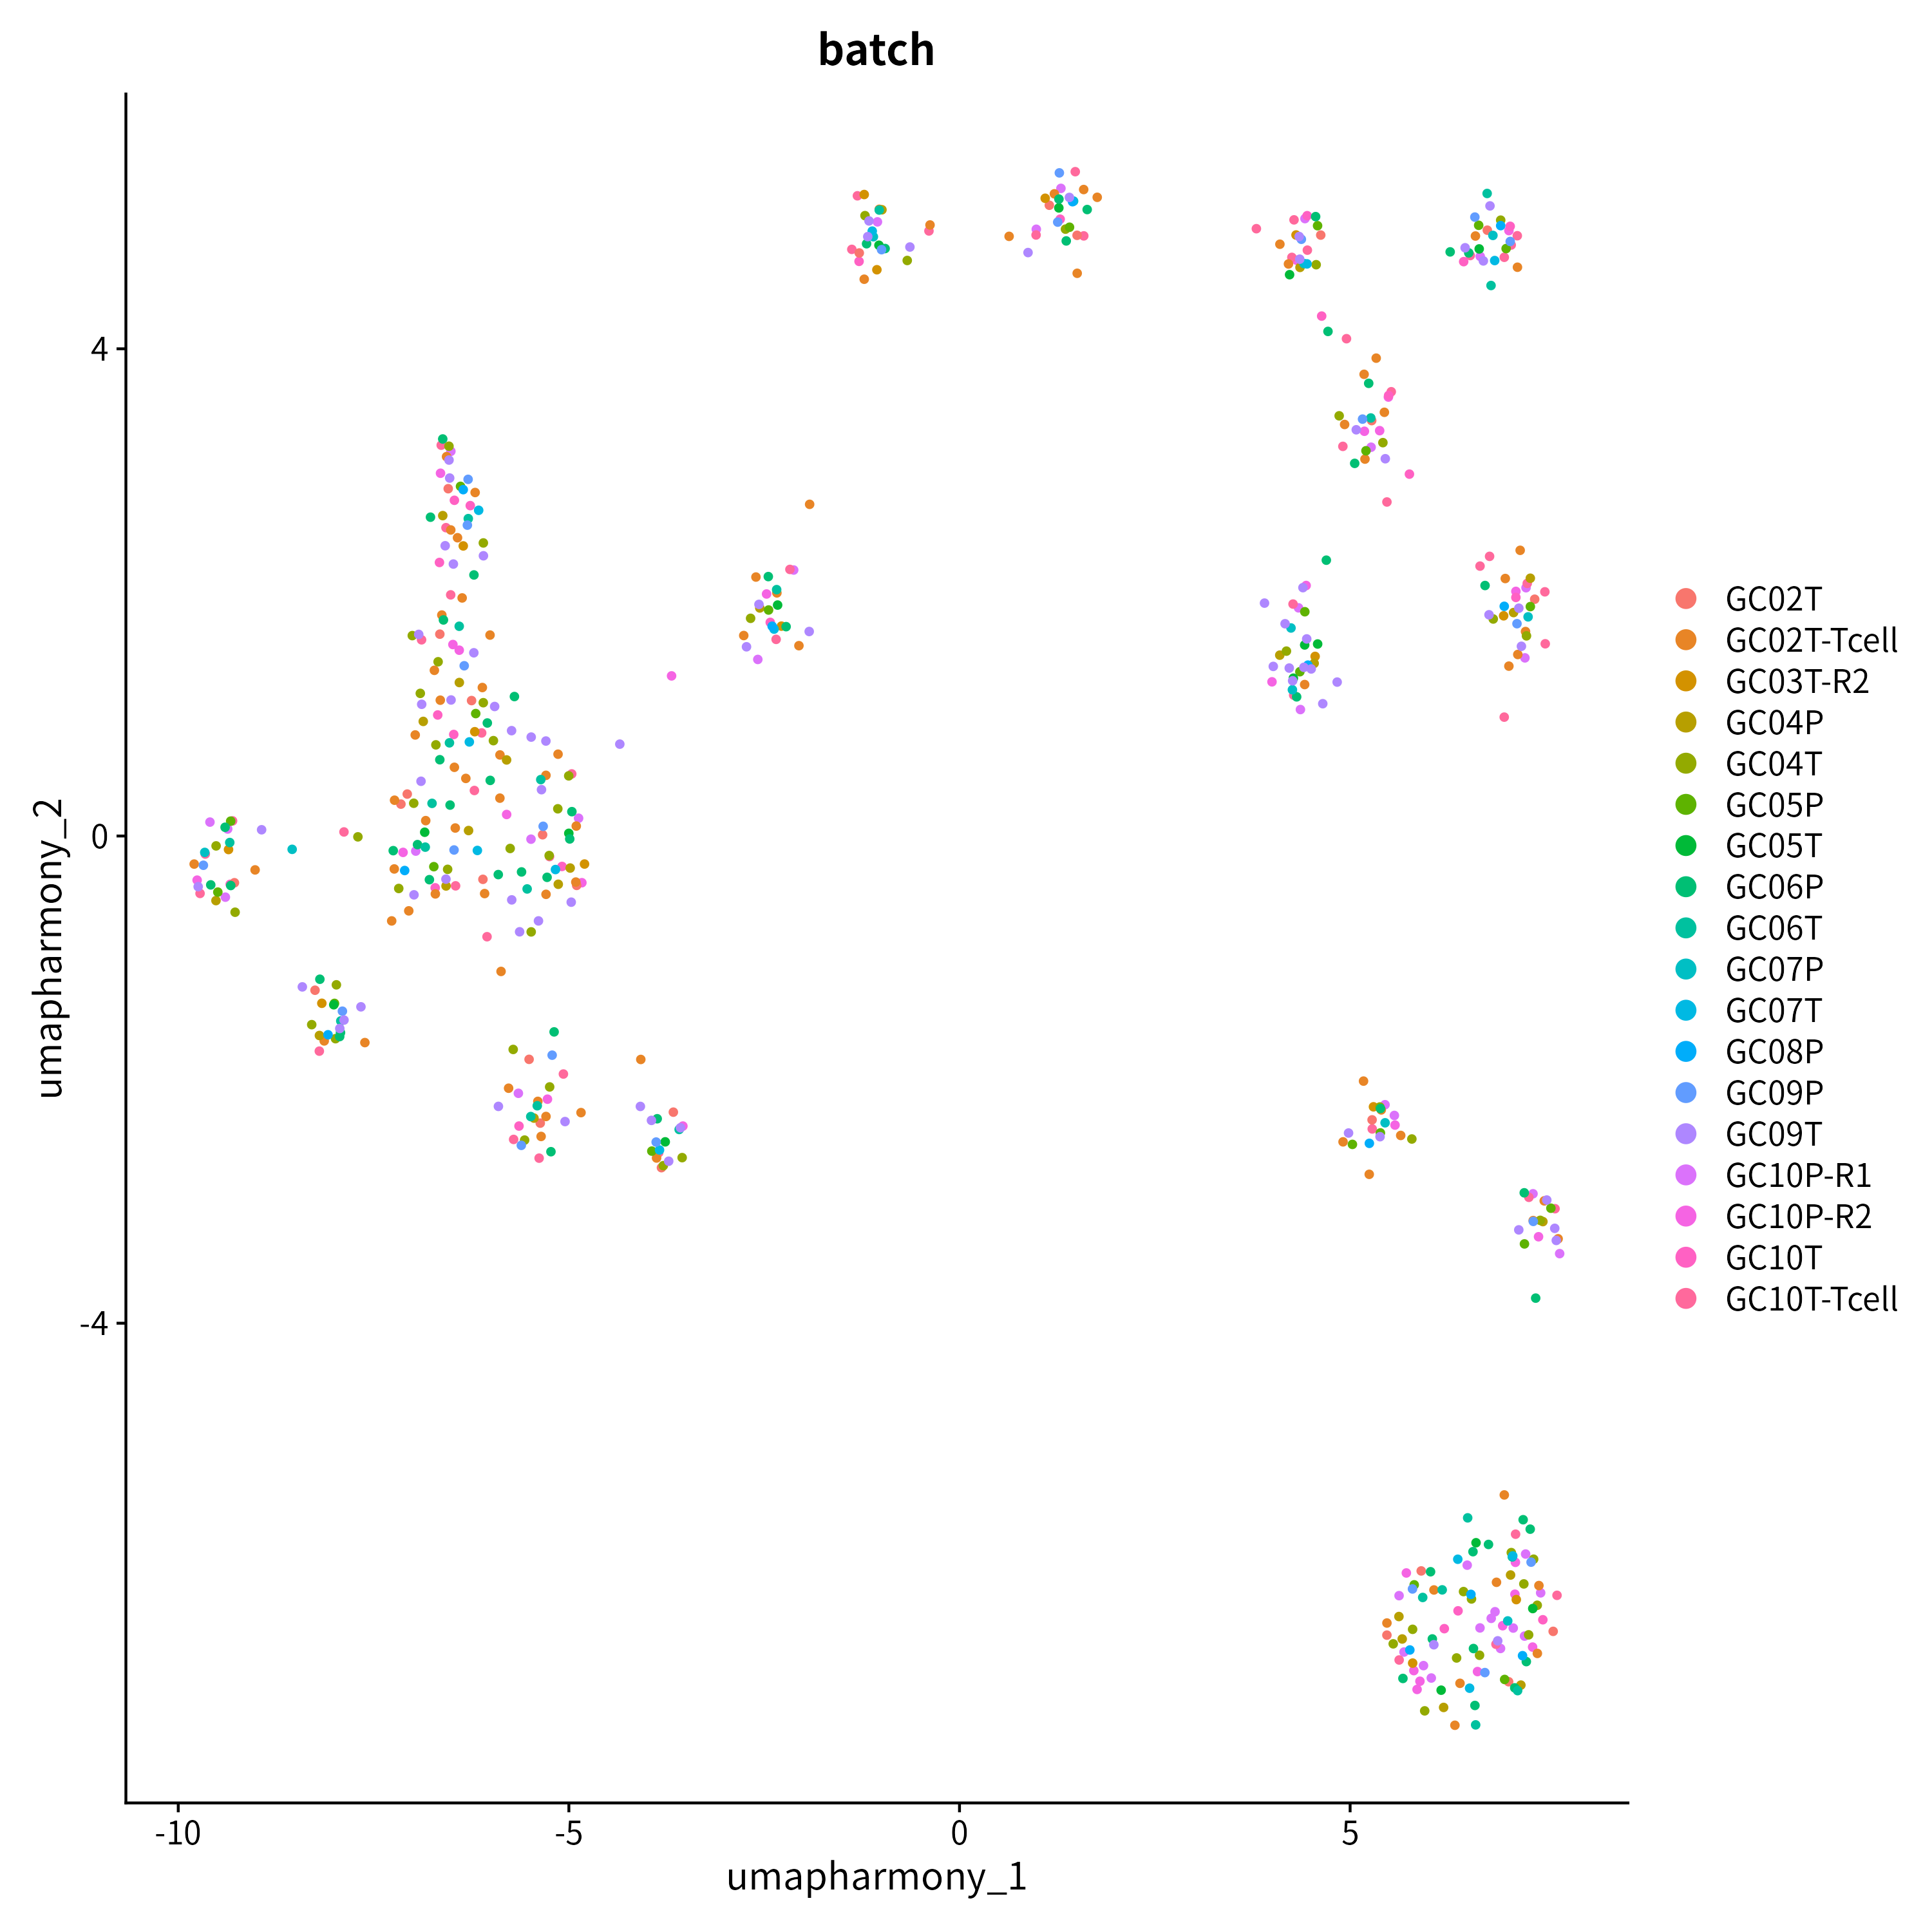 batch
umapharmony_2
4
0
-4
-10
-5
0
5
umapharmony_1
GC02T
GC02T-Tcell
GC03T-R2
GC04P
GC04T
GC05P
GC05T
GC06P
GC06T
GC07P
GC07T
GC08P
GC09P
GC09T
GC10P-R1
GC10P-R2
GC10T
GC10T-Tcell